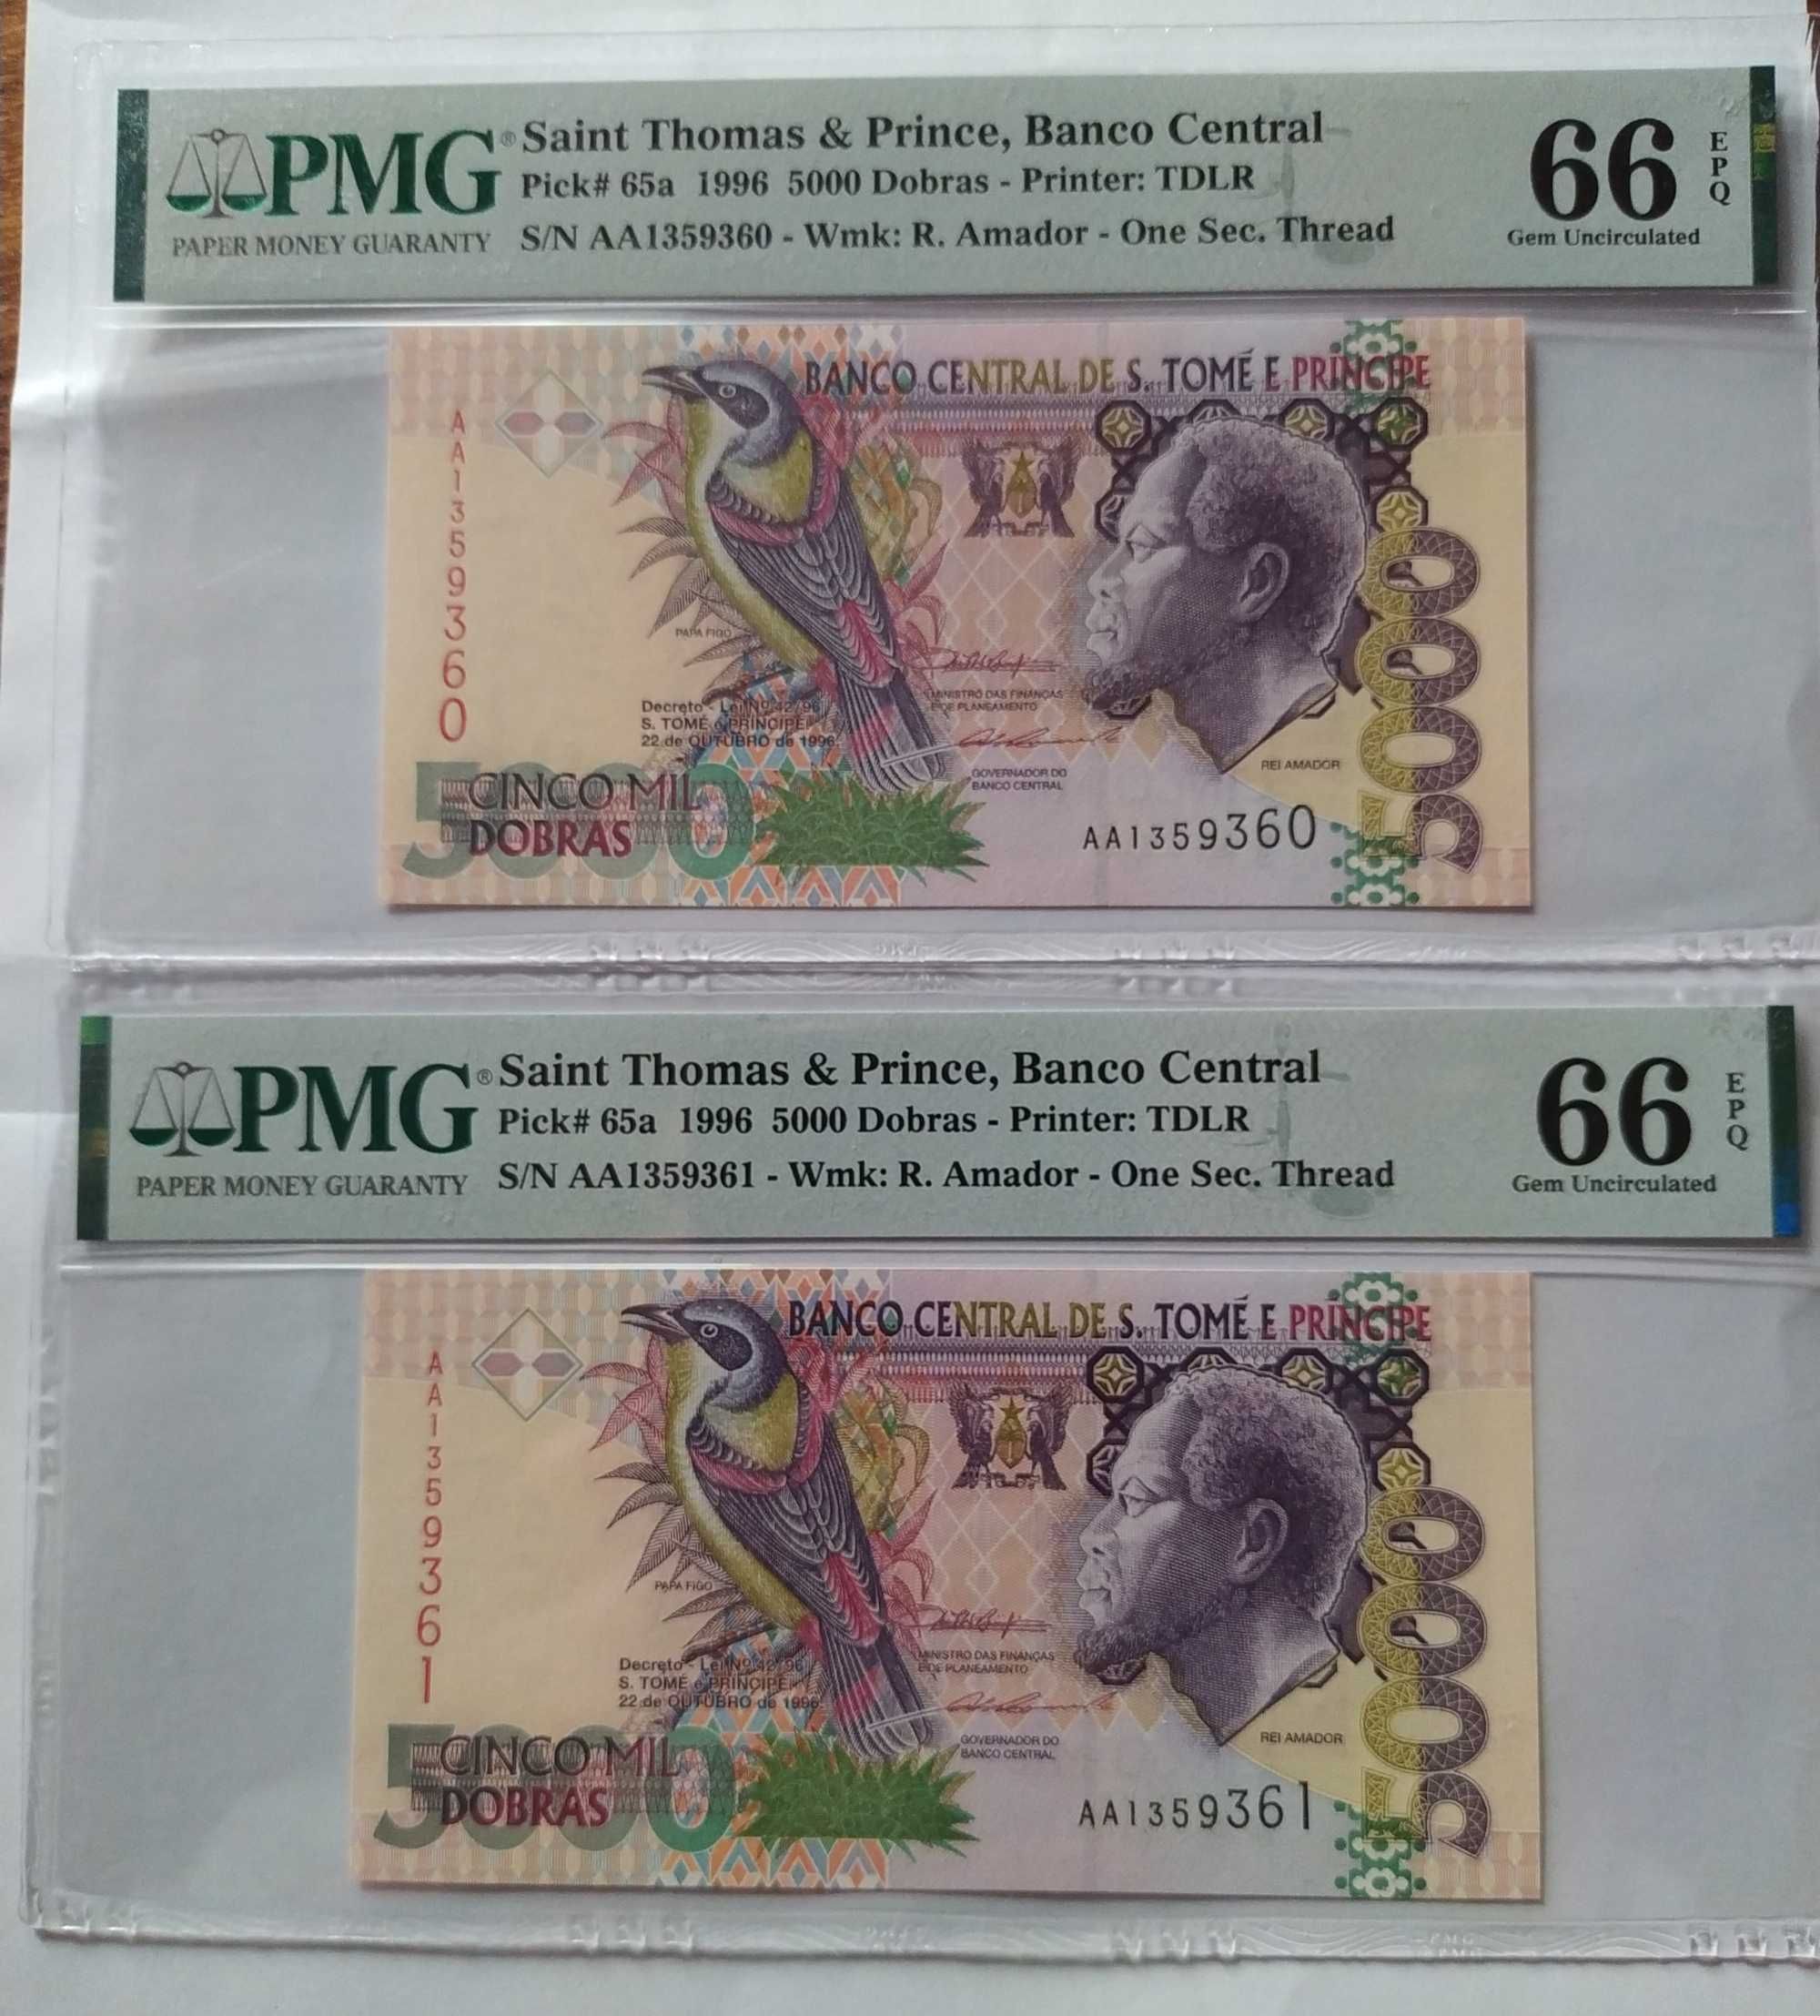 PMG® Saint Thomas & Prince, Banco Central
Pick# 65a 1996 5000 Dobras - Printer: TDLR
PAPER MONEY GUARANTY S/N AA1359360 - Wmk: R. Amador - One Sec. Thread
66 EPQ
Gem Uncirculated
BANCO CENTRAL DE S. TOMÉ E PRÍNCIPE
AA1359360
PAPA FIGO
MINISTRO DAS FINANÇAS
E DE PLANEAMENTO
Decreto - Lei Nº 42/96
S. TOMÉ e PRÍNCIPE
22 de OUTUBRO de 1996
GOVERNADOR DO
BANCO CENTRAL
REI AMADOR
5000
5000
CINCO MIL
DOBRAS
AA1359360
PMG® Saint Thomas & Prince, Banco Central
Pick# 65a 1996 5000 Dobras - Printer: TDLR
PAPER MONEY GUARANTY S/N AA1359361 - Wmk: R. Amador - One Sec. Thread
66 EPQ
Gem Uncirculated
BANCO CENTRAL DE S. TOMÉ E PRÍNCIPE
AA1359361
PAPA FIGO
MINISTRO DAS FINANÇAS
E DE PLANEAMENTO
Decreto - Lei Nº 42/96
S. TOMÉ e PRÍNCIPE
22 de OUTUBRO de 1996
GOVERNADOR DO
BANCO CENTRAL
REI AMADOR
5000
5000
CINCO MIL
DOBRAS
AA1359361